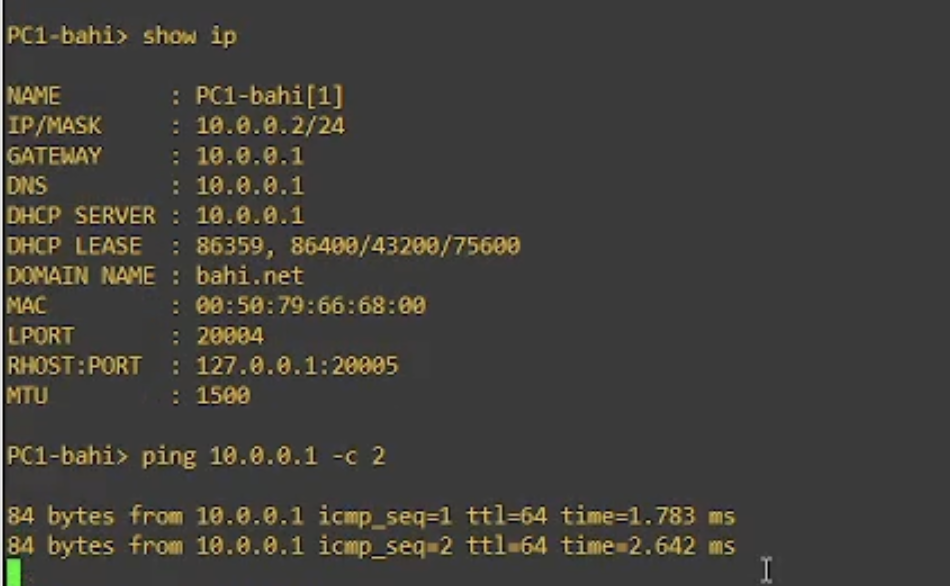 PC1-bahi> show ip
NAME : PC1-bahi[1]
IP/MASK : 10.0.0.2/24
GATEWAY : 10.0.0.1
DNS : 10.0.0.1
DHCP SERVER : 10.0.0.1
DHCP LEASE : 86359, 86400/43200/75600
DOMAIN NAME : bahi.net
MAC : 00:50:79:66:68:00
LPORT : 20004
RHOST:PORT : 127.0.0.1:20005
MTU : 1500
PC1-bahi> ping 10.0.0.1 -c 2
84 bytes from 10.0.0.1 icmp_seq=1 ttl=64 time=1.783 ms
84 bytes from 10.0.0.1 icmp_seq=2 ttl=64 time=2.642 ms